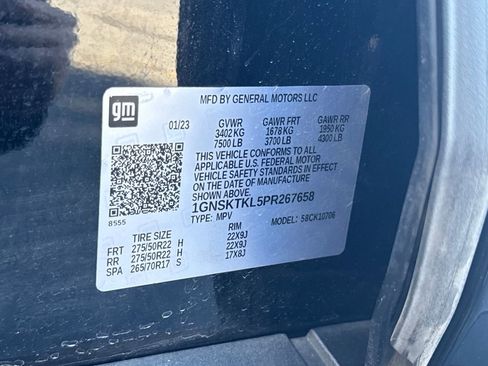 gm
MFD BY GENERAL MOTORS LLC
01/23 GVWR GAWR FRT GAWR RR
3402 KG 1678 KG 1950 KG
7500 LB 3700 LB 4300 LB
THIS VEHICLE CONFORMS TO ALL
APPLICABLE U.S. FEDERAL MOTOR
VEHICLE SAFETY STANDARDS IN
EFFECT ON THE DATE OF MANUFACTURE
SHOWN ABOVE.
1GNSKTKL5PR267658
TYPE: MPV MODEL: 58CK10706
8555
TIRE SIZE RIM
FRT 275/50R22 H 22X9J
RR 275/50R22 H 22X9J
SPA 265/70R17 S 17X8J